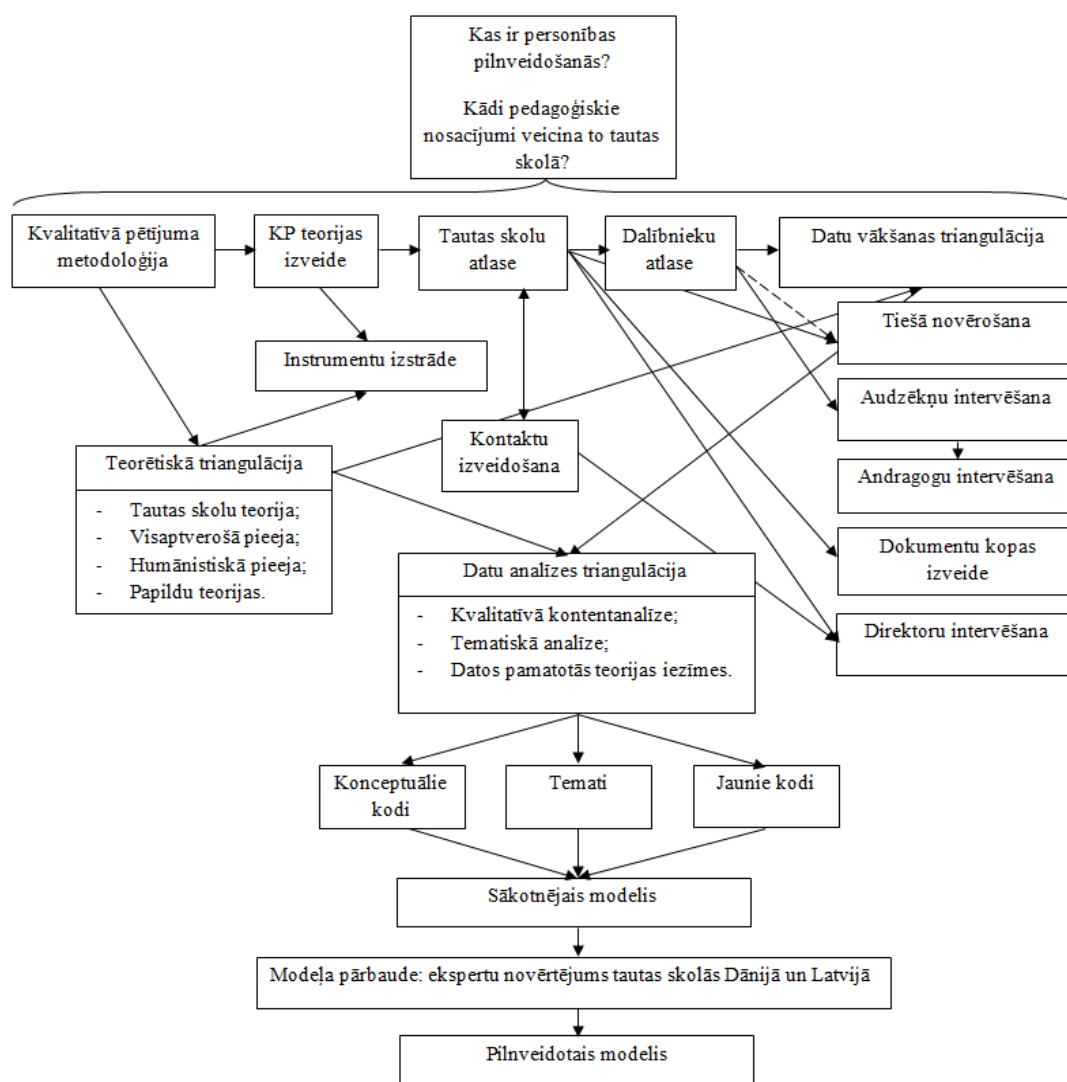 Kas ir personības
pilnveidošanās?
Kādi pedagoģiskie
nosacījumi veicina to tautas
skolā?
Kvalitatīvā pētījuma
metodoloģija
KP teorijas
izveide
Tautas skolu
atlase
Dalībnieku
atlase
Datu vākšanas triangulācija
Tiešā novērošana
Instrumentu izstrāde
Audzēkņu intervēšana
Kontaktu
izveidošana
Teorētiskā triangulācija
- Tautas skolu teorija;
- Visaptverošā pieeja;
- Humānistiskā pieeja;
- Papildu teorijas.
Andragogu intervēšana
Dokumentu kopas
izveide
Datu analīzes triangulācija
- Kvalitatīvā kontentanalīze;
- Tematiskā analīze;
- Datos pamatotās teorijas iezīmes.
Direktoru intervēšana
Konceptuālie
kodi
Temati
Jaunie kodi
Sākotnējais modelis
Modeļa pārbaude: ekspertu novērtējums tautas skolās Dānijā un Latvijā
Pilnveidotais modelis